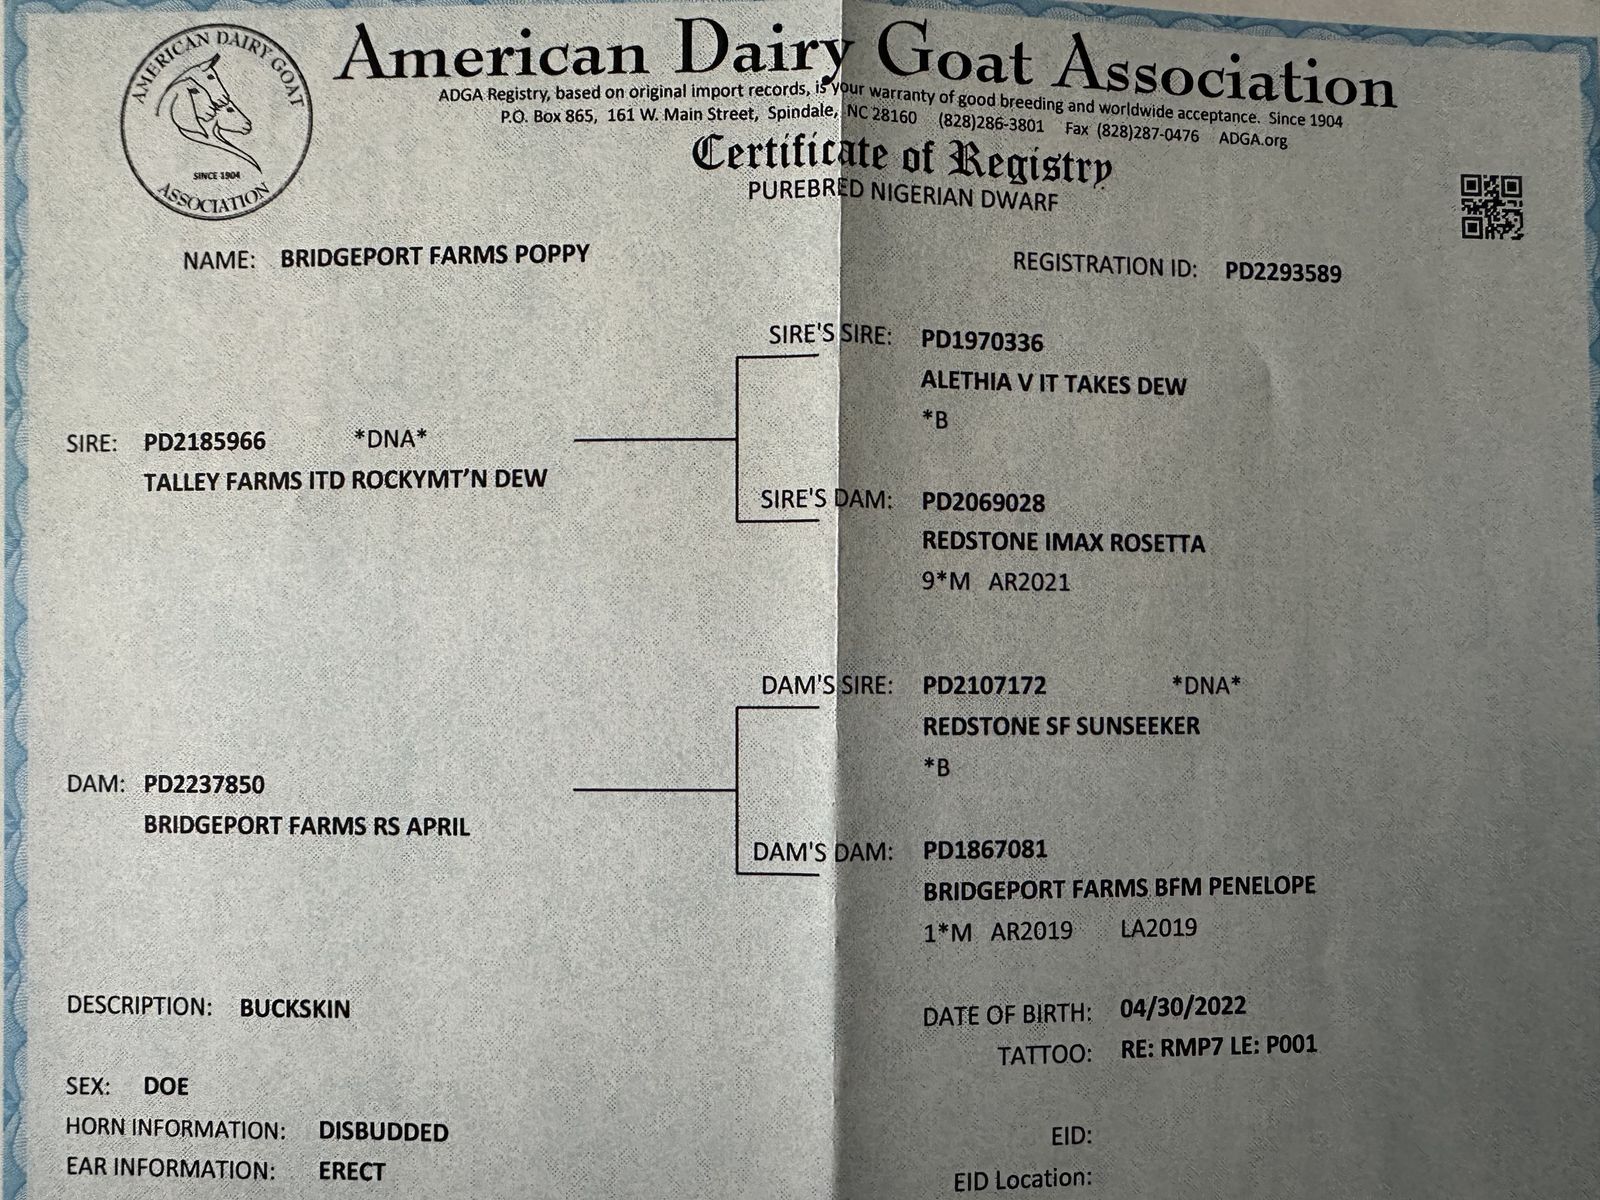 AMERICAN DAIRY GOAT
SINCE 1904
ASSOCIATION
American Dairy Goat Association
ADGA Registry, based on original import records, is your warranty of good breeding and worldwide acceptance. Since 1904
P.O. Box 865, 161 W. Main Street, Spindale, NC 28160 (828)286-3801 Fax (828)287-0476 ADGA.org
Certificate of Registry
PUREBRED NIGERIAN DWARF
NAME: BRIDGEPORT FARMS POPPY
REGISTRATION ID: PD2293589
SIRE'S SIRE: PD1970336
ALETHIA V IT TAKES DEW
*B
SIRE: PD2185966 *DNA*
TALLEY FARMS ITD ROCKYMT'N DEW
SIRE'S DAM: PD2069028
REDSTONE IMAX ROSETTA
9*M AR2021
DAM'S SIRE: PD2107172 *DNA*
REDSTONE SF SUNSEEKER
*B
DAM: PD2237850
BRIDGEPORT FARMS RS APRIL
DAM'S DAM: PD1867081
BRIDGEPORT FARMS BFM PENELOPE
1*M AR2019 LA2019
DESCRIPTION: BUCKSKIN
DATE OF BIRTH: 04/30/2022
TATTOO: RE: RMP7 LE: P001
SEX: DOE
HORN INFORMATION: DISBUDDED
EAR INFORMATION: ERECT
EID:
EID Location: